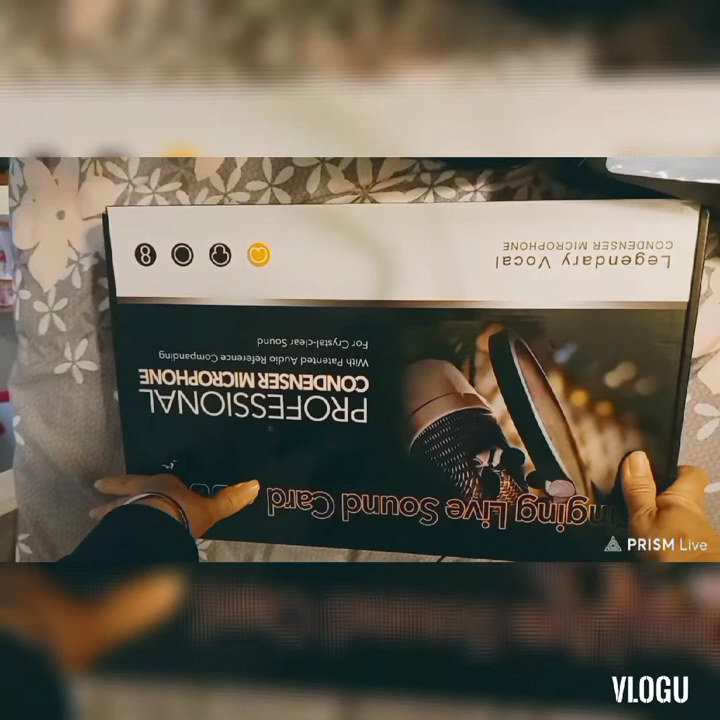 Singing Live Sound Card
PROFESSIONAL
CONDENSER MICROPHONE
With Patented Audio Reference Companding
For Crystal-clear Sound
Legendary Vocal
CONDENSER MICROPHONE
PRISM Live
VLOGU